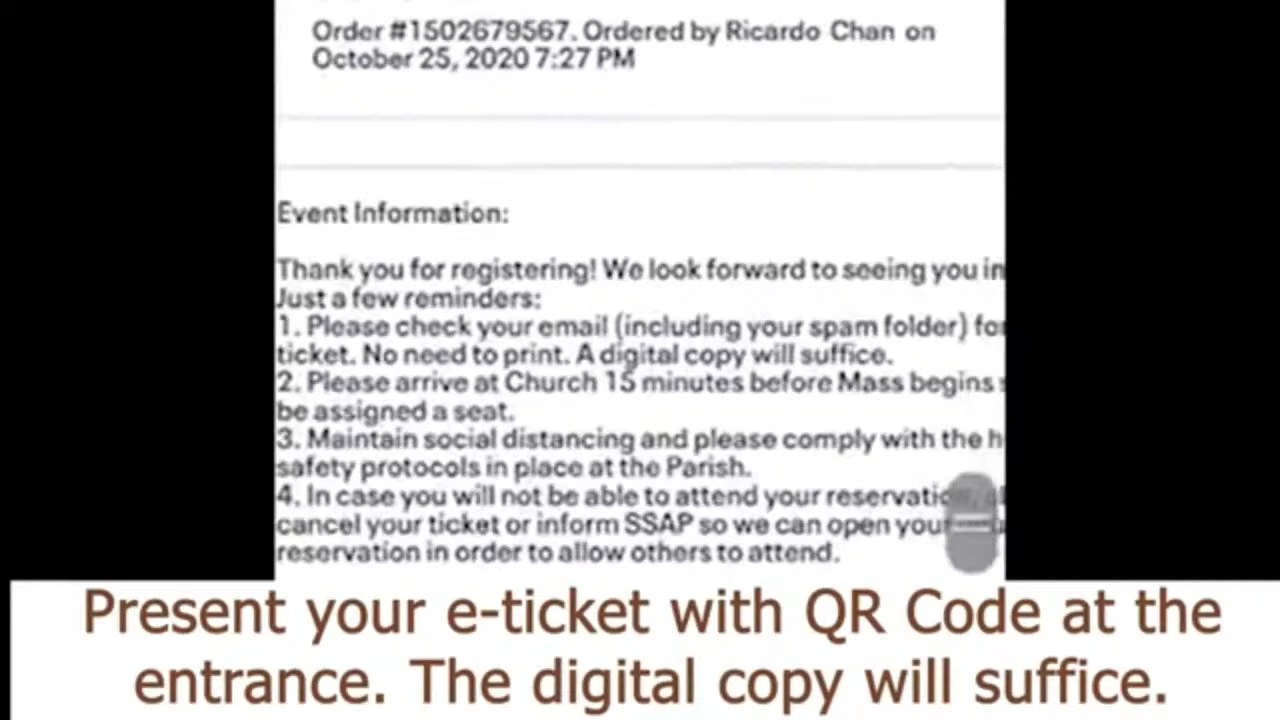 Order #1502679567. Ordered by Ricardo Chan on
October 25, 2020 7:27 PM
Event Information:
Thank you for registering! We look forward to seeing you in
Just a few reminders:
1. Please check your email (including your spam folder) for
ticket. No need to print. A digital copy will suffice.
2. Please arrive at Church 15 minutes before Mass begins
be assigned a seat.
3. Maintain social distancing and please comply with the h
safety protocols in place at the Parish.
4. In case you will not be able to attend your
cancel your ticket or inform SSAP so we can open your
reservation in order to allow others to attend.
Present your e-ticket with QR Code at the
entrance. The digital copy will suffice.